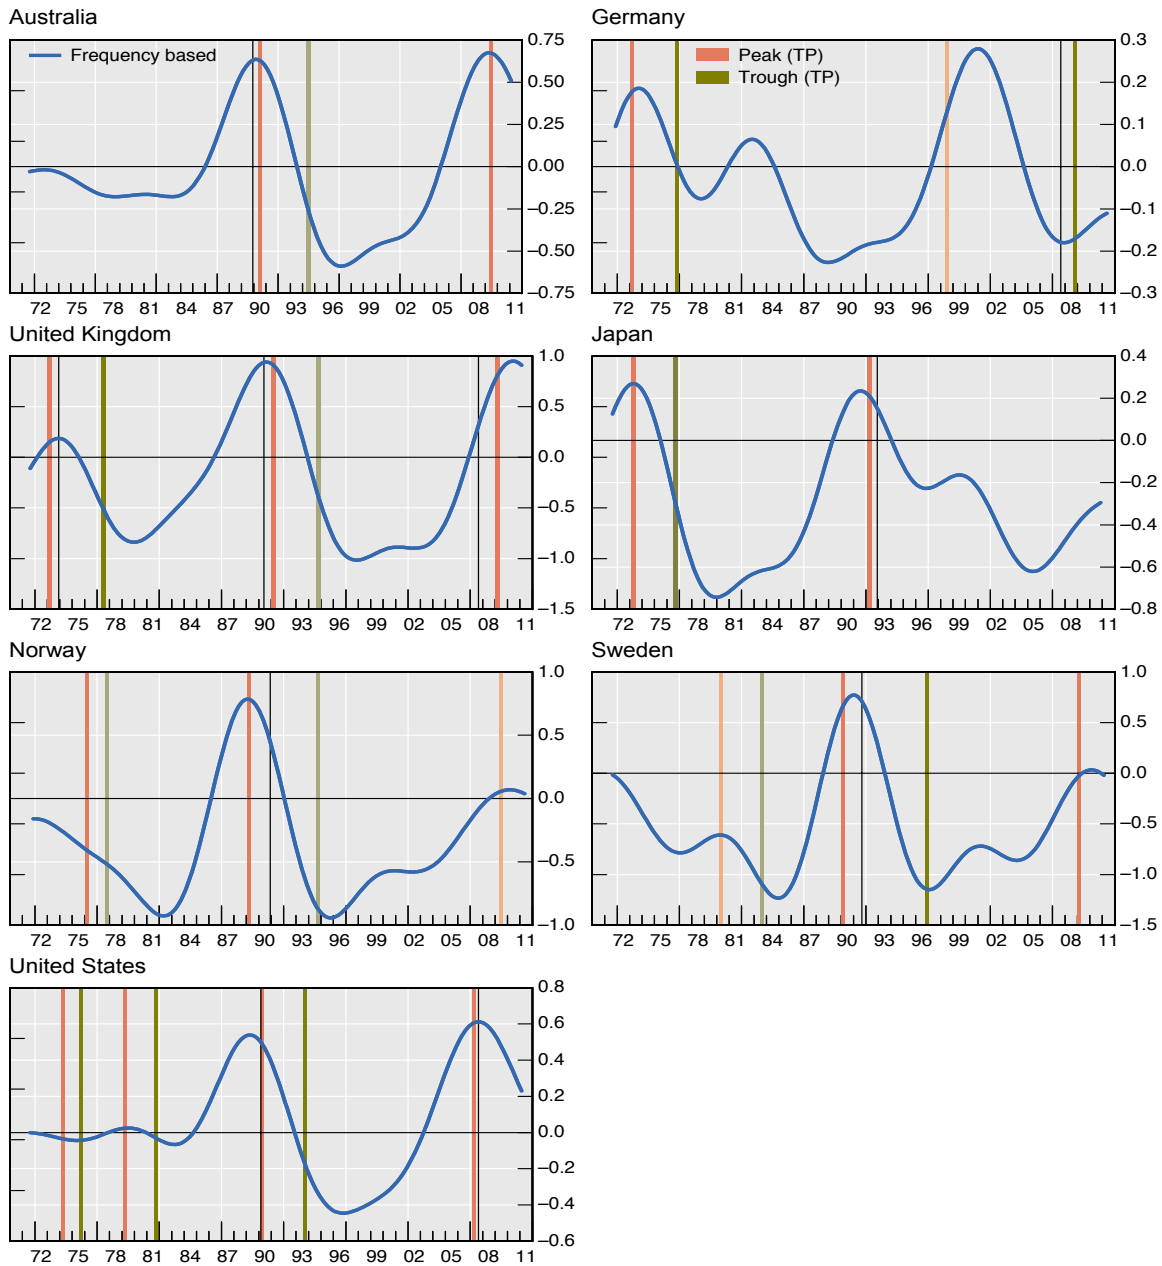 Australia
Frequency based
0.75
0.50
0.25
0.00
−0.25
−0.50
−0.75
72 75 78 81 84 87 90 93 96 99 02 05 08 11
Germany
Peak (TP)
Trough (TP)
0.3
0.2
0.1
0.0
−0.1
−0.2
−0.3
72 75 78 81 84 87 90 93 96 99 02 05 08 11
United Kingdom
1.0
0.5
0.0
−0.5
−1.0
−1.5
72 75 78 81 84 87 90 93 96 99 02 05 08 11
Japan
0.4
0.2
0.0
−0.2
−0.4
−0.6
−0.8
72 75 78 81 84 87 90 93 96 99 02 05 08 11
Norway
1.0
0.5
0.0
−0.5
−1.0
72 75 78 81 84 87 90 93 96 99 02 05 08 11
Sweden
1.0
0.5
0.0
−0.5
−1.0
−1.5
72 75 78 81 84 87 90 93 96 99 02 05 08 11
United States
0.8
0.6
0.4
0.2
0.0
−0.2
−0.4
−0.6
72 75 78 81 84 87 90 93 96 99 02 05 08 11